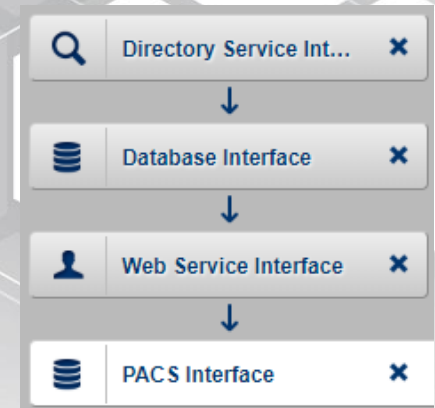 Directory Service Int...
Database Interface
Web Service Interface
PACS Interface